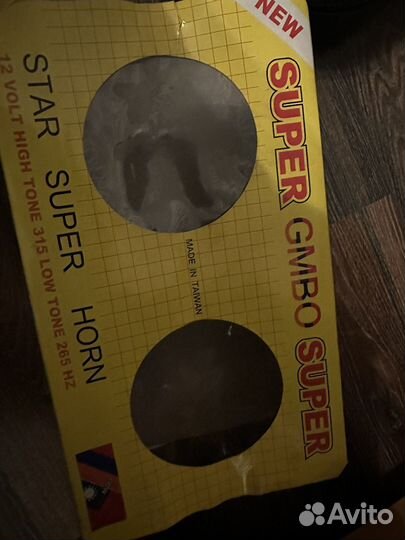 NEW
SUPER GMBO SUPER
MADE IN TAIWAN
STAR SUPER HORN
12 VOLT HIGH TONE 315 LOW TONE 265 HZ
Avito